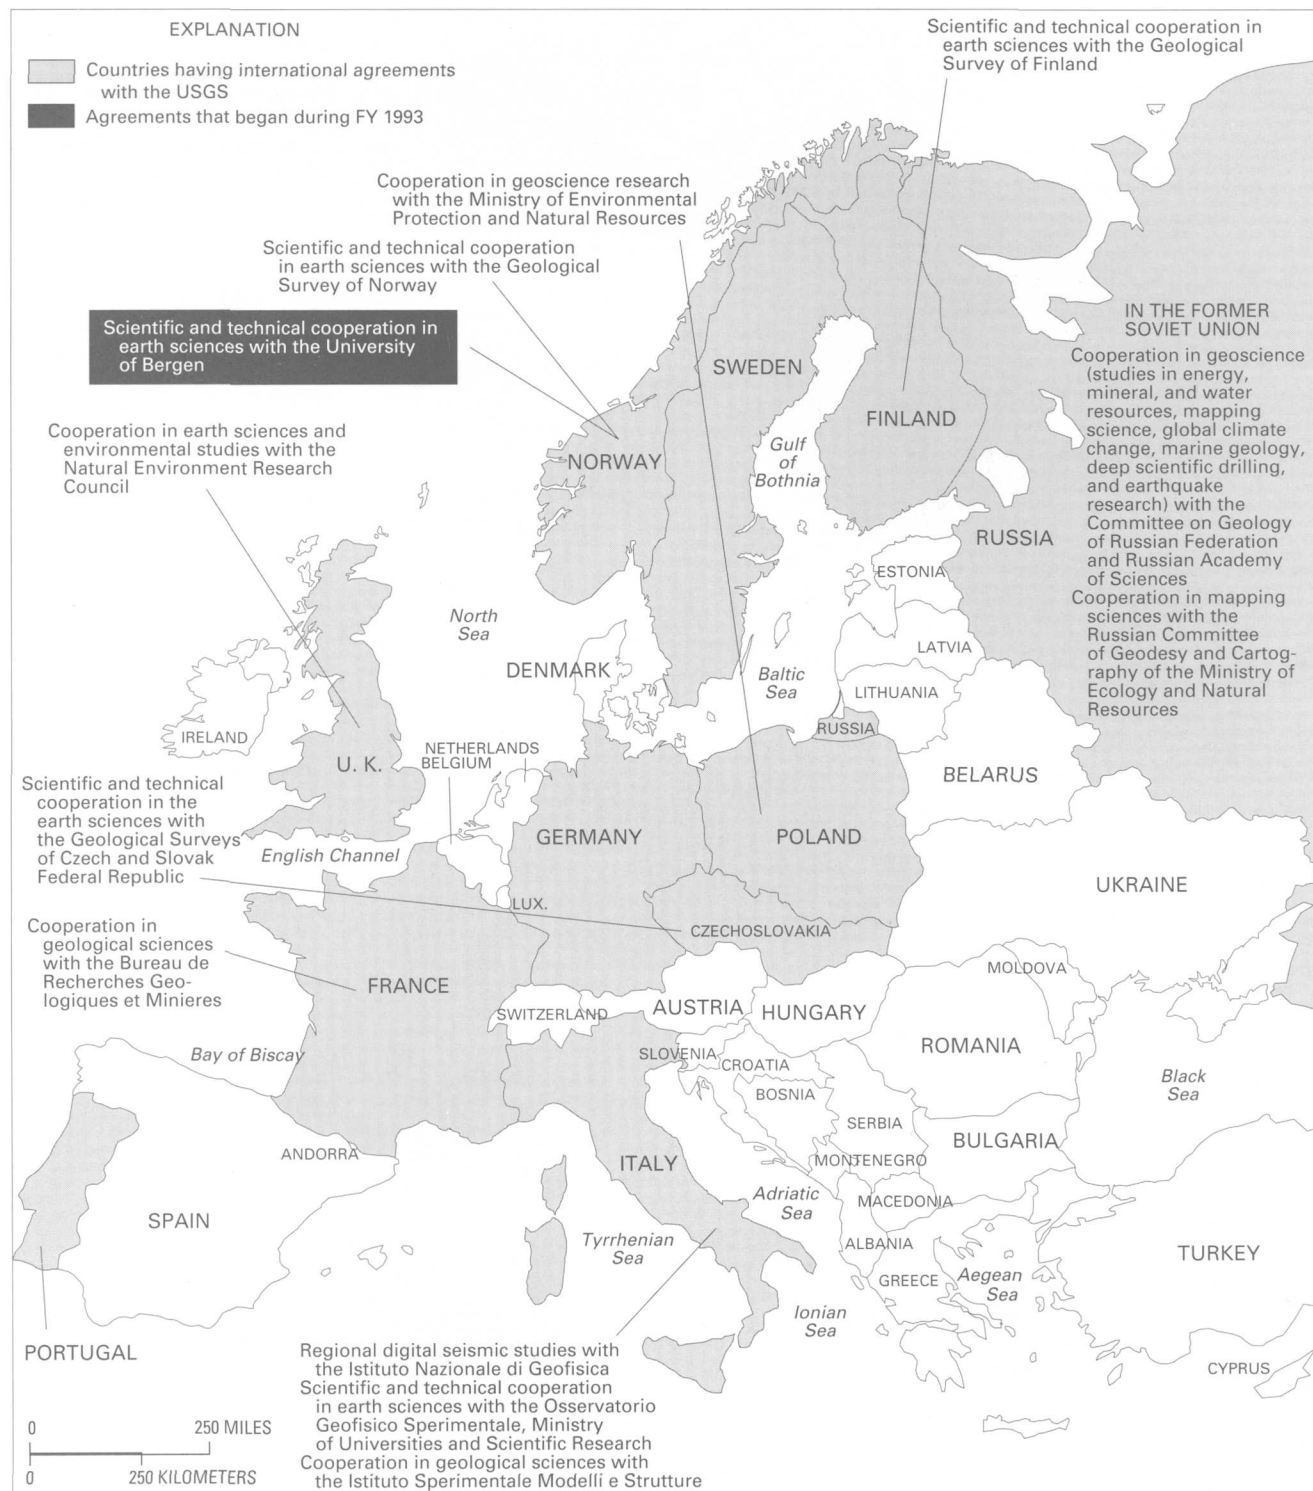 EXPLANATION
Countries having international agreements
with the USGS
Agreements that began during FY 1993
Scientific and technical cooperation in
earth sciences with the Geological
Survey of Finland
Cooperation in geoscience research
with the Ministry of Environmental
Protection and Natural Resources
Scientific and technical cooperation
in earth sciences with the Geological
Survey of Norway
Scientific and technical cooperation in
earth sciences with the University
of Bergen
Cooperation in earth sciences and
environmental studies with the
Natural Environment Research
Council
IN THE FORMER
SOVIET UNION
Cooperation in geoscience
(studies in energy,
mineral, and water
resources, mapping
science, global climate
change, marine geology,
deep scientific drilling,
and earthquake
research) with the
Committee on Geology
of Russian Federation
and Russian Academy
of Sciences
Cooperation in mapping
sciences with the
Russian Committee
of Geodesy and Cartog-
raphy of the Ministry of
Ecology and Natural
Resources
SWEDEN
FINLAND
NORWAY
Gulf
of
Bothnia
RUSSIA
ESTONIA
North
Sea
LATVIA
DENMARK
Baltic
Sea
LITHUANIA
RUSSIA
IRELAND
U. K.
NETHERLANDS
BELGIUM
BELARUS
Scientific and technical
cooperation in the
earth sciences with
the Geological Surveys
of Czech and Slovak
Federal Republic
English Channel
GERMANY
POLAND
UKRAINE
LUX.
CZECHOSLOVAKIA
Cooperation in
geological sciences
with the Bureau de
Recherches Geo-
logiques et Minieres
FRANCE
MOLDOVA
SWITZERLAND
AUSTRIA
HUNGARY
Bay of Biscay
SLOVENIA
CROATIA
ROMANIA
BOSNIA
Black
Sea
SERBIA
ANDORRA
BULGARIA
ITALY
MONTENEGRO
Adriatic
Sea
MACEDONIA
SPAIN
Tyrrhenian
Sea
ALBANIA
TURKEY
GREECE
Aegean
Sea
Ionian
Sea
PORTUGAL
CYPRUS
Regional digital seismic studies with
the Istituto Nazionale di Geofisica
Scientific and technical cooperation
in earth sciences with the Osservatorio
Geofisico Sperimentale, Ministry
of Universities and Scientific Research
Cooperation in geological sciences with
the Istituto Sperimentale Modelli e Strutture
0 250 MILES
0 250 KILOMETERS